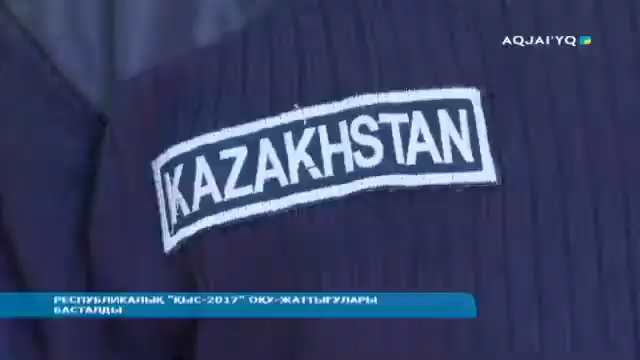 AQJAI'YQ
KAZAKHSTAN
РЕСПУБЛИКАЛЫҚ "ҚЫС-2017" ОҚУ-ЖАТТЫҒУЛАРЫ
БАСТАЛДЫ